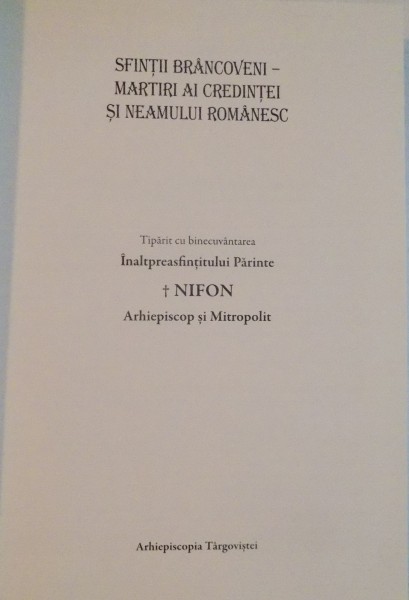 SFINȚII BRÂNCOVENI –
MARTIRI AI CREDINȚEI
ȘI NEAMULUI ROMÂNESC
Tipărit cu binecuvântarea
Înaltpreasfințitului Părinte
† NIFON
Arhiepiscop și Mitropolit
Arhiepiscopia Târgoviștei